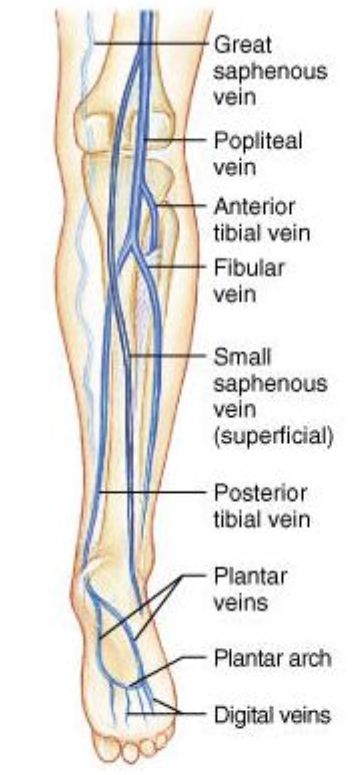 Great
saphenous
vein
Popliteal
vein
Anterior
tibial vein
Fibular
vein
Small
saphenous
vein
(superficial)
Posterior
tibial vein
Plantar
veins
Plantar arch
Digital veins